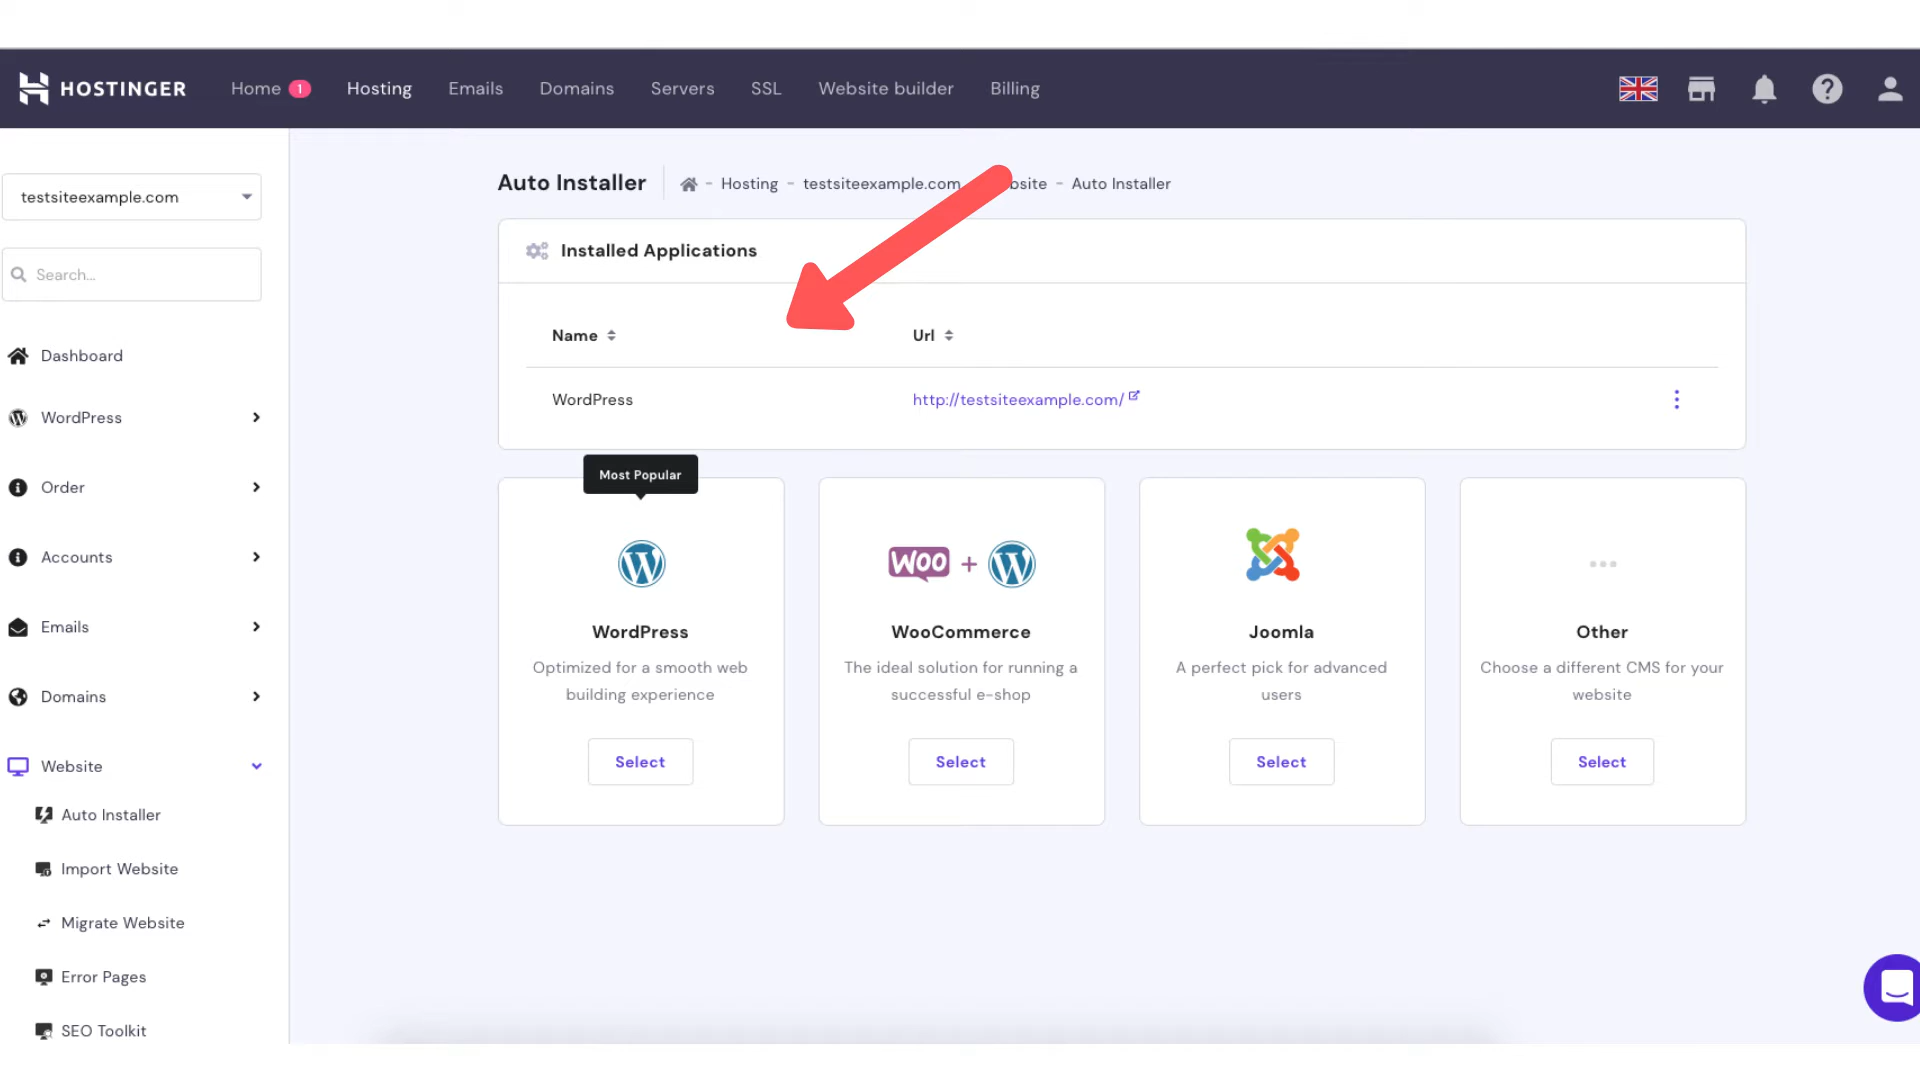 HOSTINGER Home 1 Hosting Emails Domains Servers SSL Website builder Billing
testsiteexample.com
Search...
Dashboard
WordPress
Order
Accounts
Emails
Domains
Website
Auto Installer
Import Website
Migrate Website
Error Pages
SEO Toolkit
Auto Installer - Hosting - testsiteexample.com - Auto Installer
Installed Applications
Name Url
WordPress http://testsiteexample.com/
Most Popular
WordPress
Optimized for a smooth web
building experience
Select
WOO + W
WooCommerce
The ideal solution for running a
successful e-shop
Select
Joomla
A perfect pick for advanced
users
Select
Other
Choose a different CMS for your
website
Select